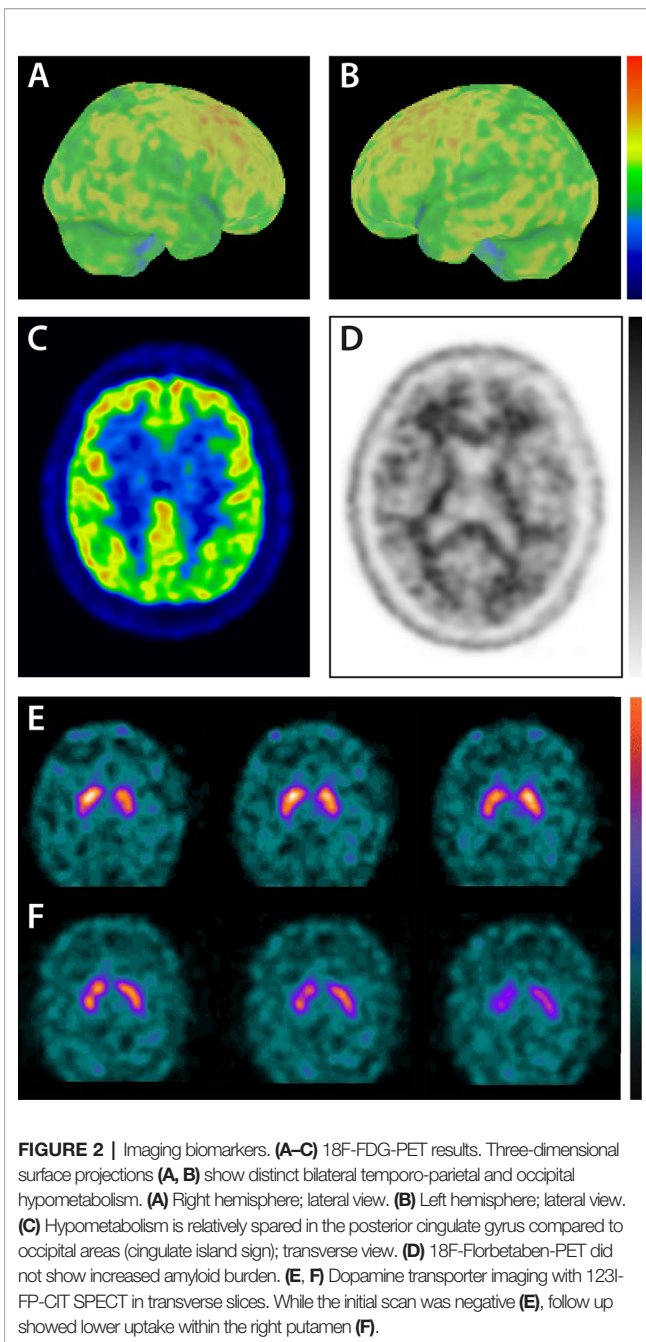 A
B
C
D
E
F
FIGURE 2 | Imaging biomarkers. (A–C) 18F-FDG-PET results. Three-dimensional
surface projections (A, B) show distinct bilateral temporo-parietal and occipital
hypometabolism. (A) Right hemisphere; lateral view. (B) Left hemisphere; lateral view.
(C) Hypometabolism is relatively spared in the posterior cingulate gyrus compared to
occipital areas (cingulate island sign); transverse view. (D) 18F-Florbetaben-PET did
not show increased amyloid burden. (E, F) Dopamine transporter imaging with 123I-
FP-CIT SPECT in transverse slices. While the initial scan was negative (E), follow up
showed lower uptake within the right putamen (F).